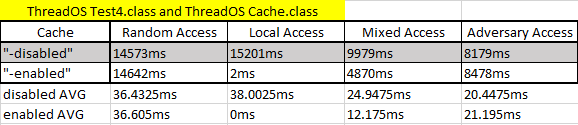 ThreadOS Test4.class and ThreadOS Cache.class
Cache Random Access Local Access Mixed Access Adversary Access
"-disabled" 14573ms 15201ms 9979ms 8179ms
"-enabled" 14642ms 2ms 4870ms 8478ms
disabled AVG 36.4325ms 38.0025ms 24.9475ms 20.4475ms
enabled AVG 36.605ms 0ms 12.175ms 21.195ms